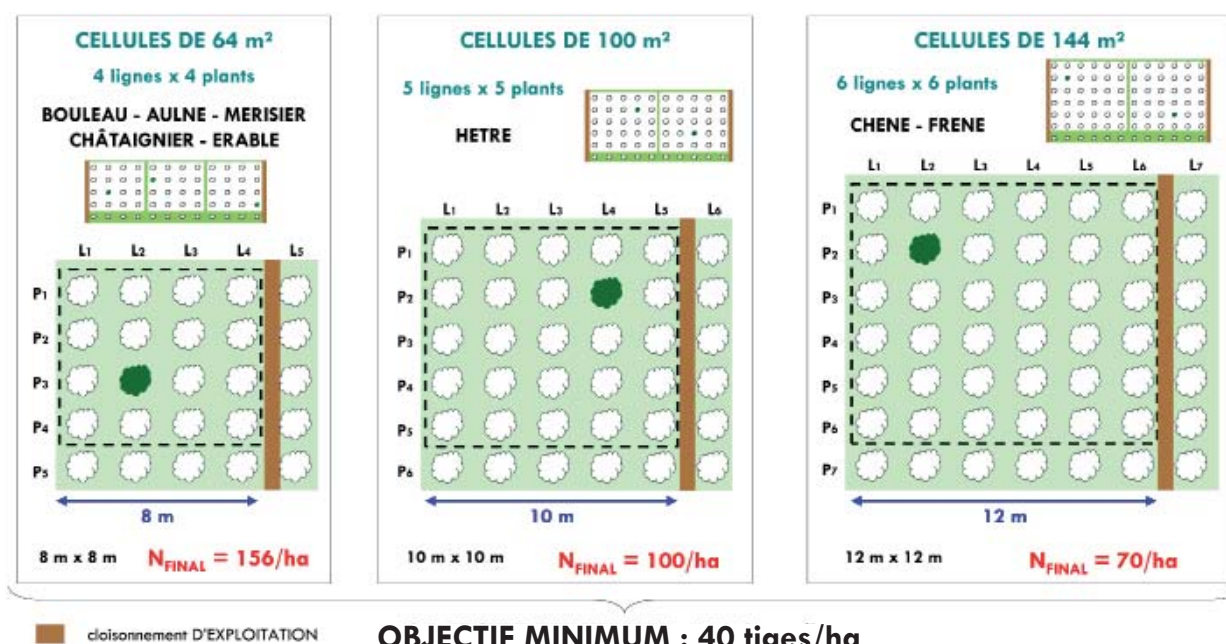 CELLULES DE 64 m²
4 lignes x 4 plants
BOULEAU - AULNE - MERISIER
CHÂTAIGNIER - ERABLE
L1 L2 L3 L4 L5
P1
P2
P3
P4
P5
8 m
8 m x 8 m
NFINAL = 156/ha
CELLULES DE 100 m²
5 lignes x 5 plants
HETRE
L1 L2 L3 L4 L5 L6
P1
P2
P3
P4
P5
P6
10 m
10 m x 10 m
NFINAL = 100/ha
CELLULES DE 144 m²
6 lignes x 6 plants
CHENE - FRENE
L1 L2 L3 L4 L5 L6 L7
P1
P2
P3
P4
P5
P6
P7
12 m
12 m x 12 m
NFINAL = 70/ha
cloisonnement D'EXPLOITATION
OBJECTIF MINIMUM : 40 tiges/ha